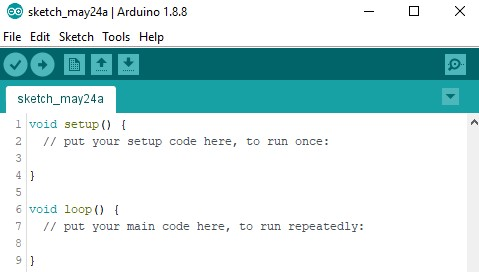 sketch_may24a | Arduino 1.8.8
File Edit Sketch Tools Help
sketch_may24a
1 void setup() {
2   // put your setup code here, to run once:
3
4 }
5
6 void loop() {
7   // put your main code here, to run repeatedly:
8
9 }